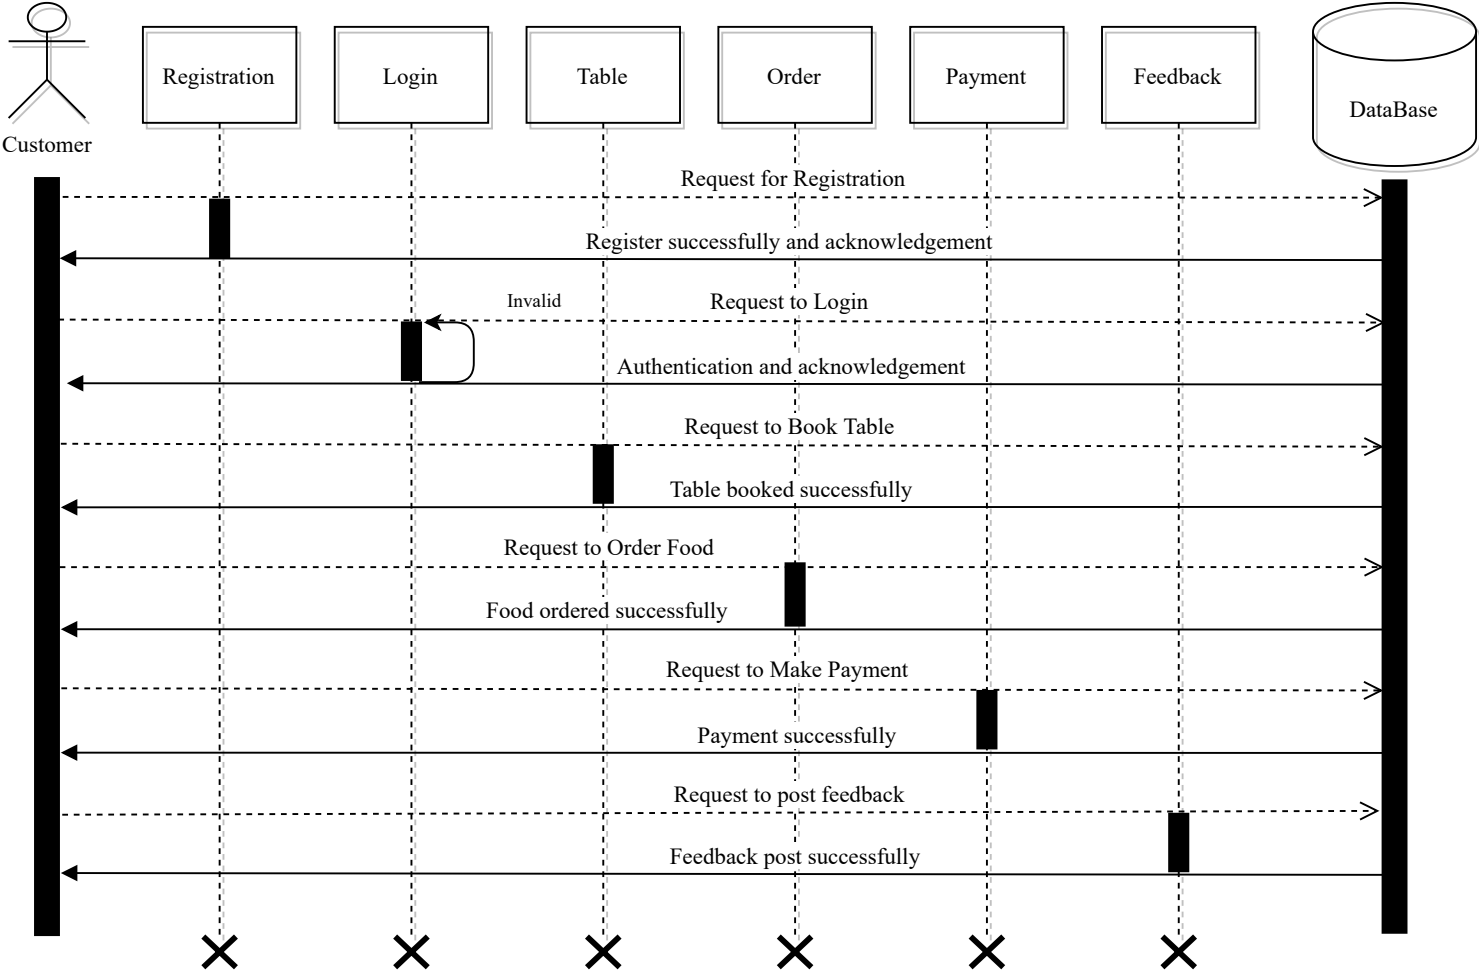 Customer
Registration
Login
Table
Order
Payment
Feedback
DataBase
Request for Registration
Register successfully and acknowledgement
Invalid
Request to Login
Authentication and acknowledgement
Request to Book Table
Table booked successfully
Request to Order Food
Food ordered successfully
Request to Make Payment
Payment successfully
Request to post feedback
Feedback post successfully